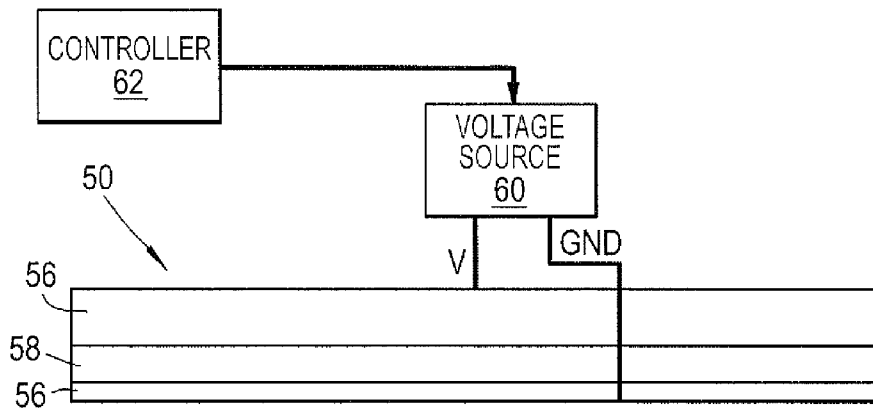 CONTROLLER
62
VOLTAGE
SOURCE
60
50
V
GND
56
58
56